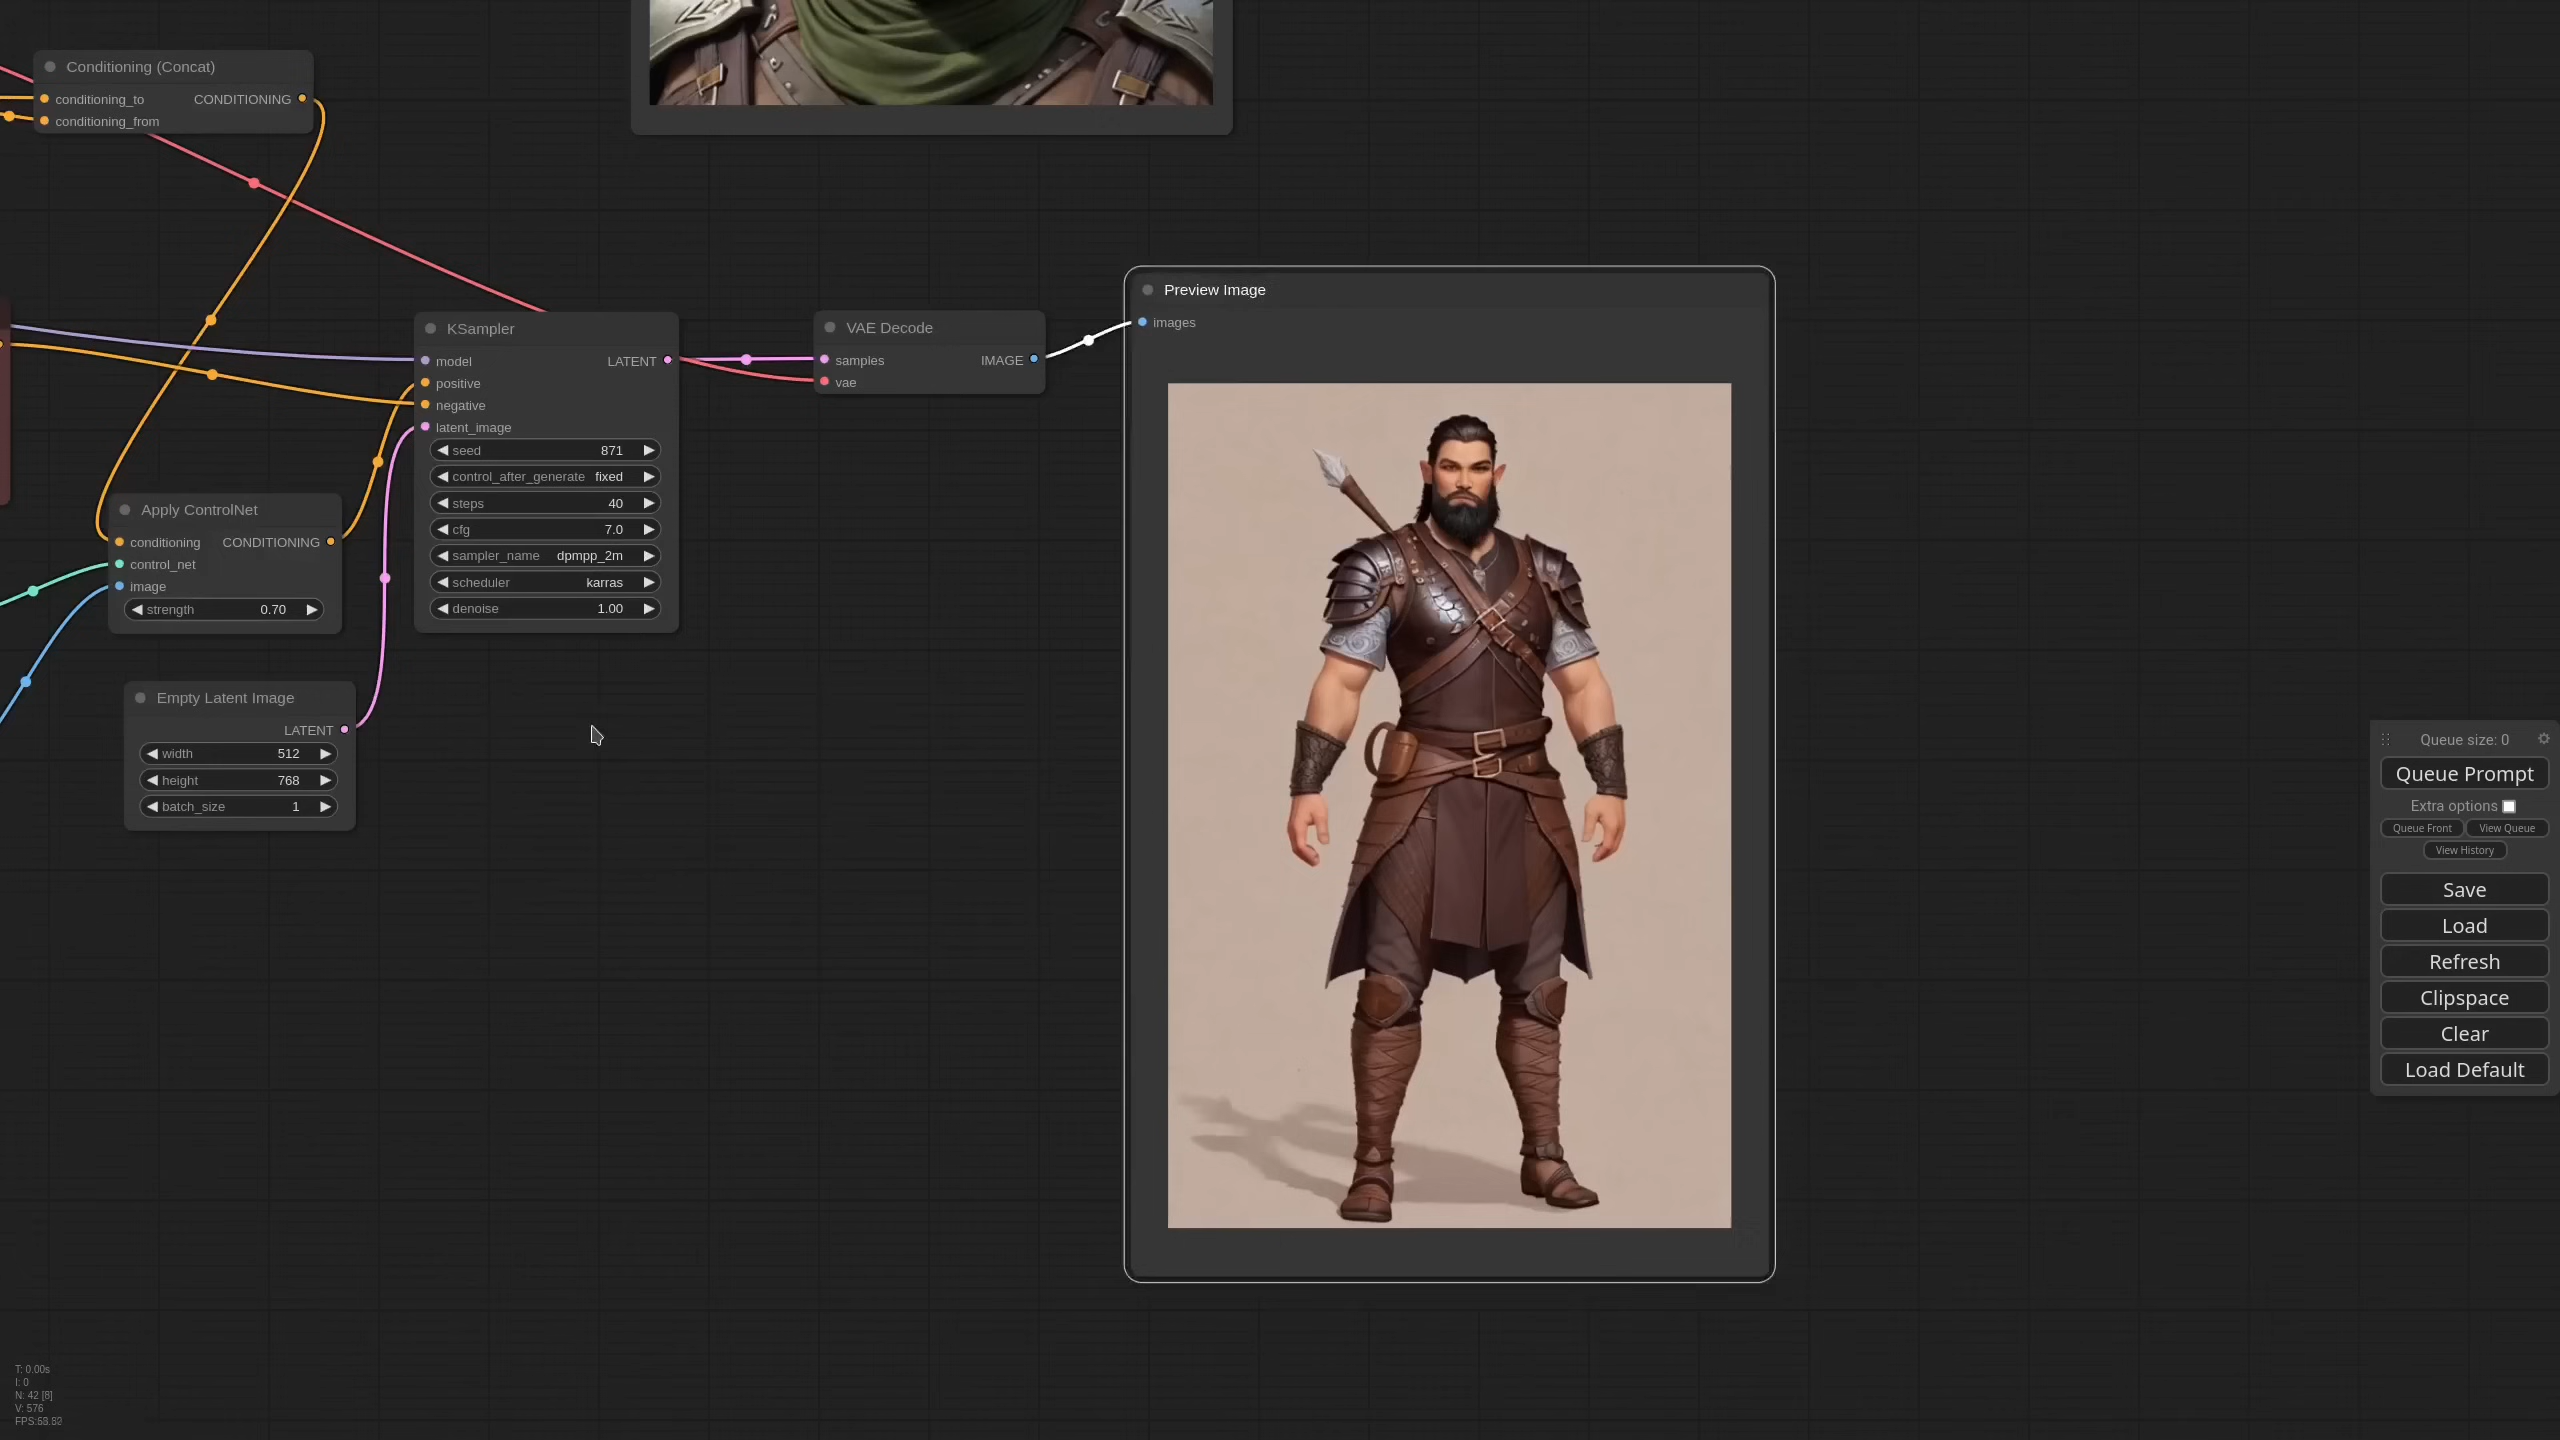 Conditioning (Concat)
conditioning_to CONDITIONING
conditioning_from
KSampler
model LATENT
positive
negative
latent_image
seed 871
control_after_generate fixed
steps 40
cfg 7.0
sampler_name dpmpp_2m
scheduler karras
denoise 1.00
VAE Decode
samples IMAGE
vae
Preview Image
images
Apply ControlNet
conditioning CONDITIONING
control_net
image
strength 0.70
Empty Latent Image
LATENT
width 512
height 768
batch_size 1
Queue size: 0
Queue Prompt
Extra options
Queue Front View Queue
View History
Save
Load
Refresh
Clipspace
Clear
Load Default
T: 0.00s
I: 0
N: 42 [8]
V: 576